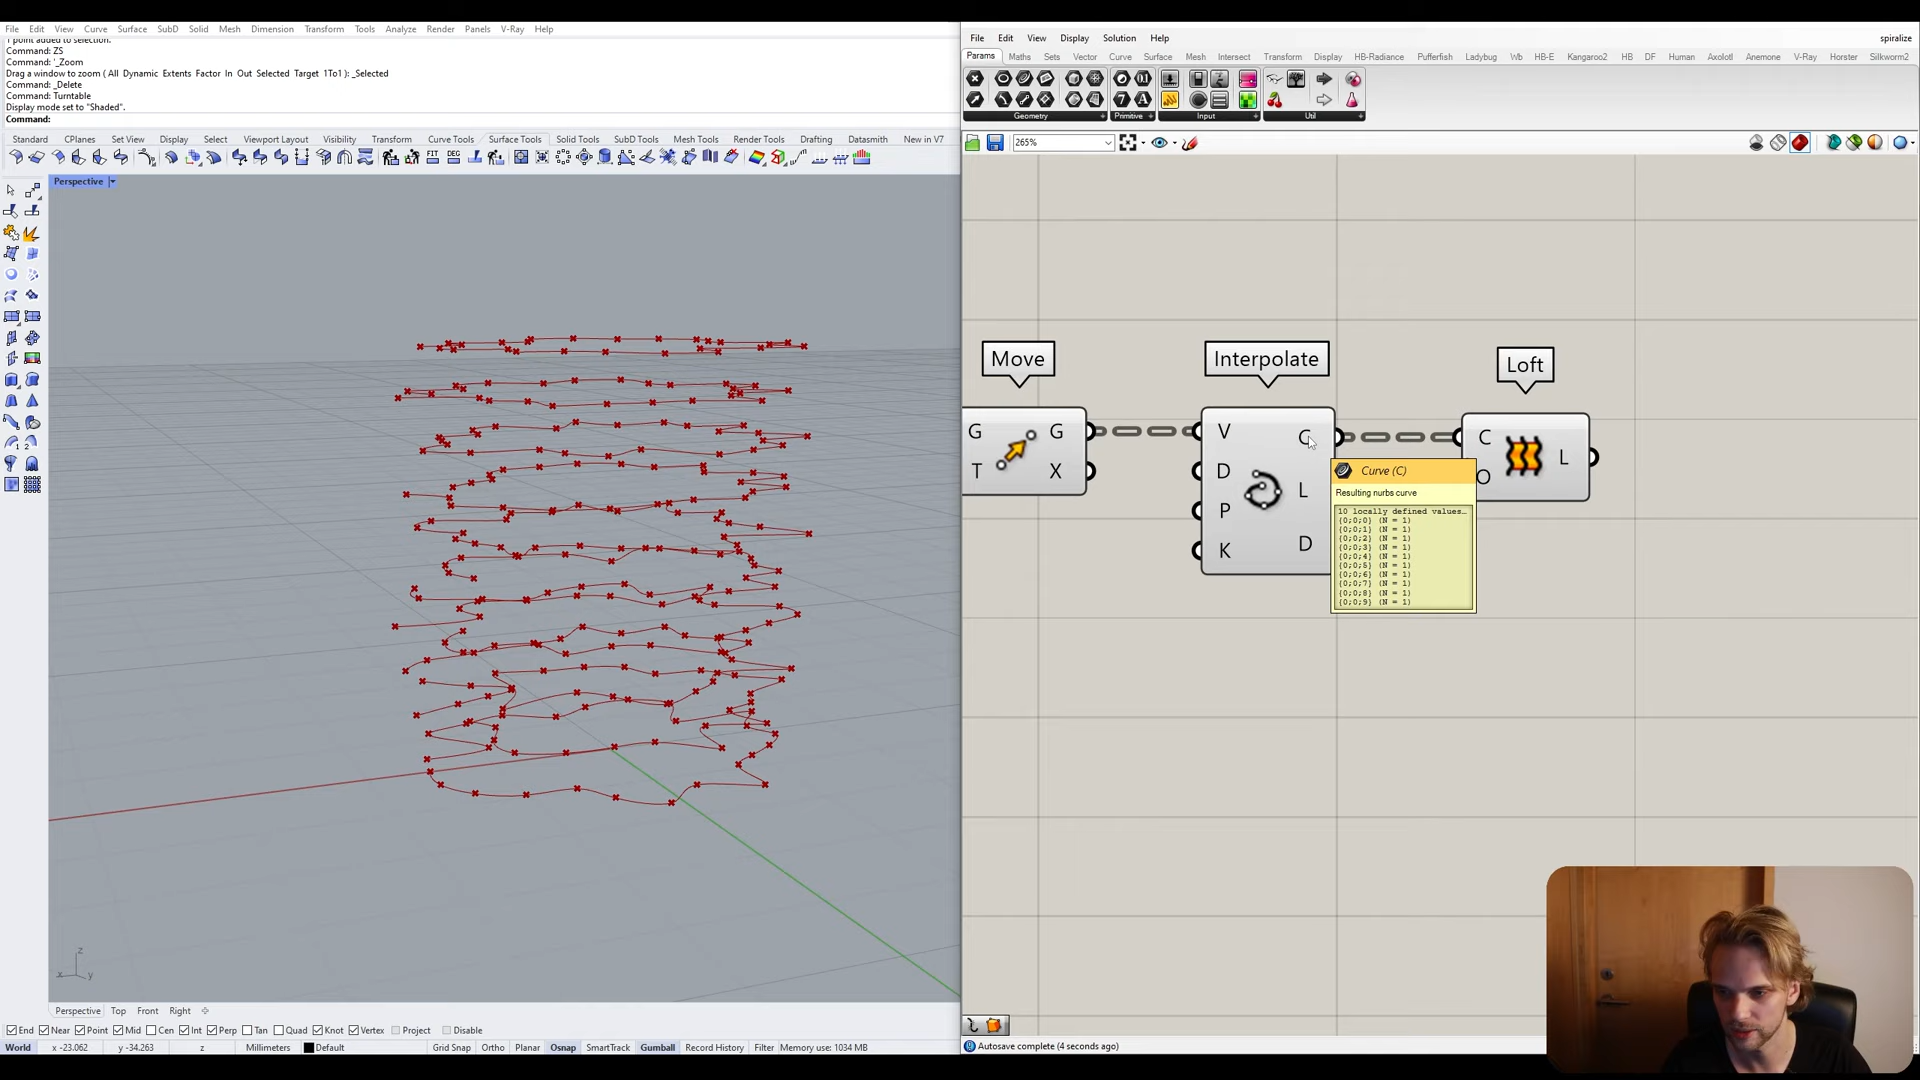 File Edit View Curve Surface SubD Solid Mesh Dimension Transform Tools Analyze Render Panels V-Ray Help
1 point added to selection.
Command: ZS
Command: '_Zoom
Drag a window to zoom ( All Dynamic Extents Factor In Out Selected Target 1To1 ): _Selected
Command: _Delete
Command: Turntable
Display mode set to "Shaded".
Command:
Standard CPlanes Set View Display Select Viewport Layout Visibility Transform Curve Tools Surface Tools Solid Tools SubD Tools Mesh Tools Render Tools Drafting Datasmith New in V7
FIT DEG
Perspective
z
x y
Perspective Top Front Right
End Near Point Mid Cen Int Perp Tan Quad Knot Vertex Project Disable
World x -23.062 y -34.263 z Millimeters Default Grid Snap Ortho Planar Osnap SmartTrack Gumball Record History Filter Memory use: 1034 MB
File Edit View Display Solution Help
spiralize
Params Maths Sets Vector Curve Surface Mesh Intersect Transform Display HB-Radiance Pufferfish Ladybug Wb HB-E Kangaroo2 HB DF Human Axolotl Anemone V-Ray Horster Silkworm2
Geometry Primitive Input Util
265%
Move
Interpolate
Loft
G G
T X
V C
D L
P D
K
C L
O
Curve (C)
Resulting nurbs curve
10 locally defined values…
{0;0;0} (N = 1)
{0;0;1} (N = 1)
{0;0;2} (N = 1)
{0;0;3} (N = 1)
{0;0;4} (N = 1)
{0;0;5} (N = 1)
{0;0;6} (N = 1)
{0;0;7} (N = 1)
{0;0;8} (N = 1)
{0;0;9} (N = 1)
Autosave complete (4 seconds ago)